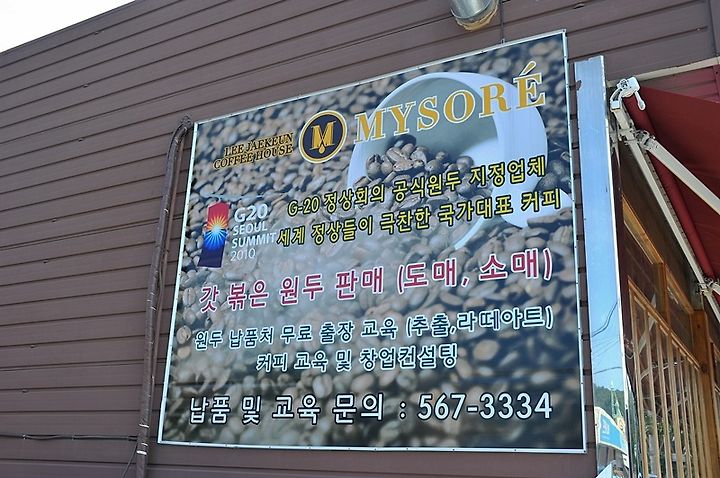 LEE JAEKEUN
COFFEE HOUSE
M
MYSORÉ
G20
SEOUL
SUMMIT
2010
G-20 정상회의 공식원두 지정업체
세계 정상들이 극찬한 국가대표 커피
갓 볶은 원두 판매 (도매, 소매)
원두 납품처 무료 출장 교육 (추출,라떼아트)
커피 교육 및 창업컨설팅
납품 및 교육 문의 : 567-3334